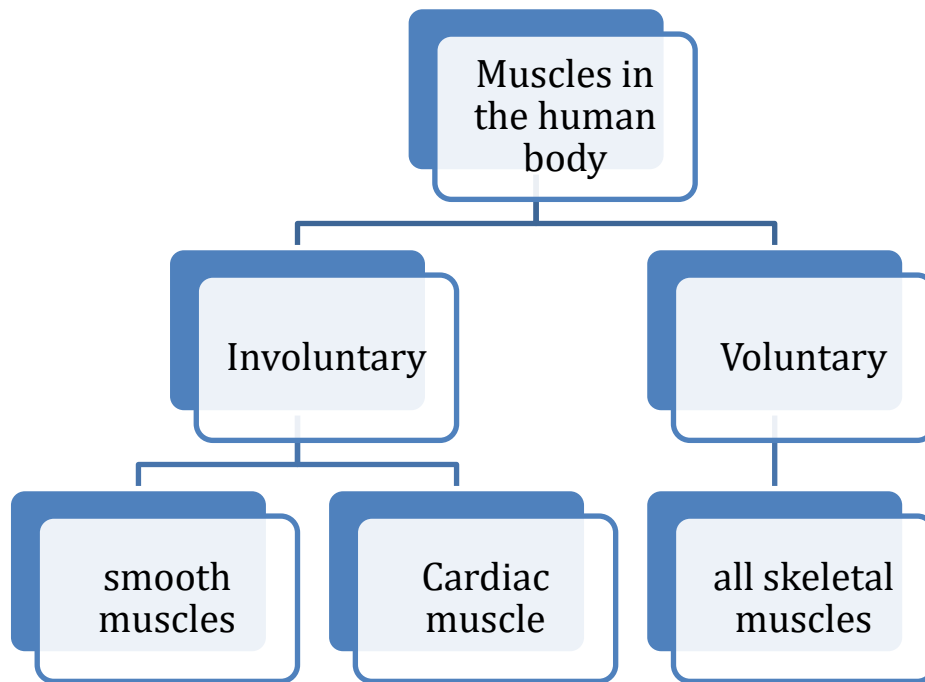 Muscles in
the human
body
Involuntary
Voluntary
smooth
muscles
Cardiac
muscle
all skeletal
muscles